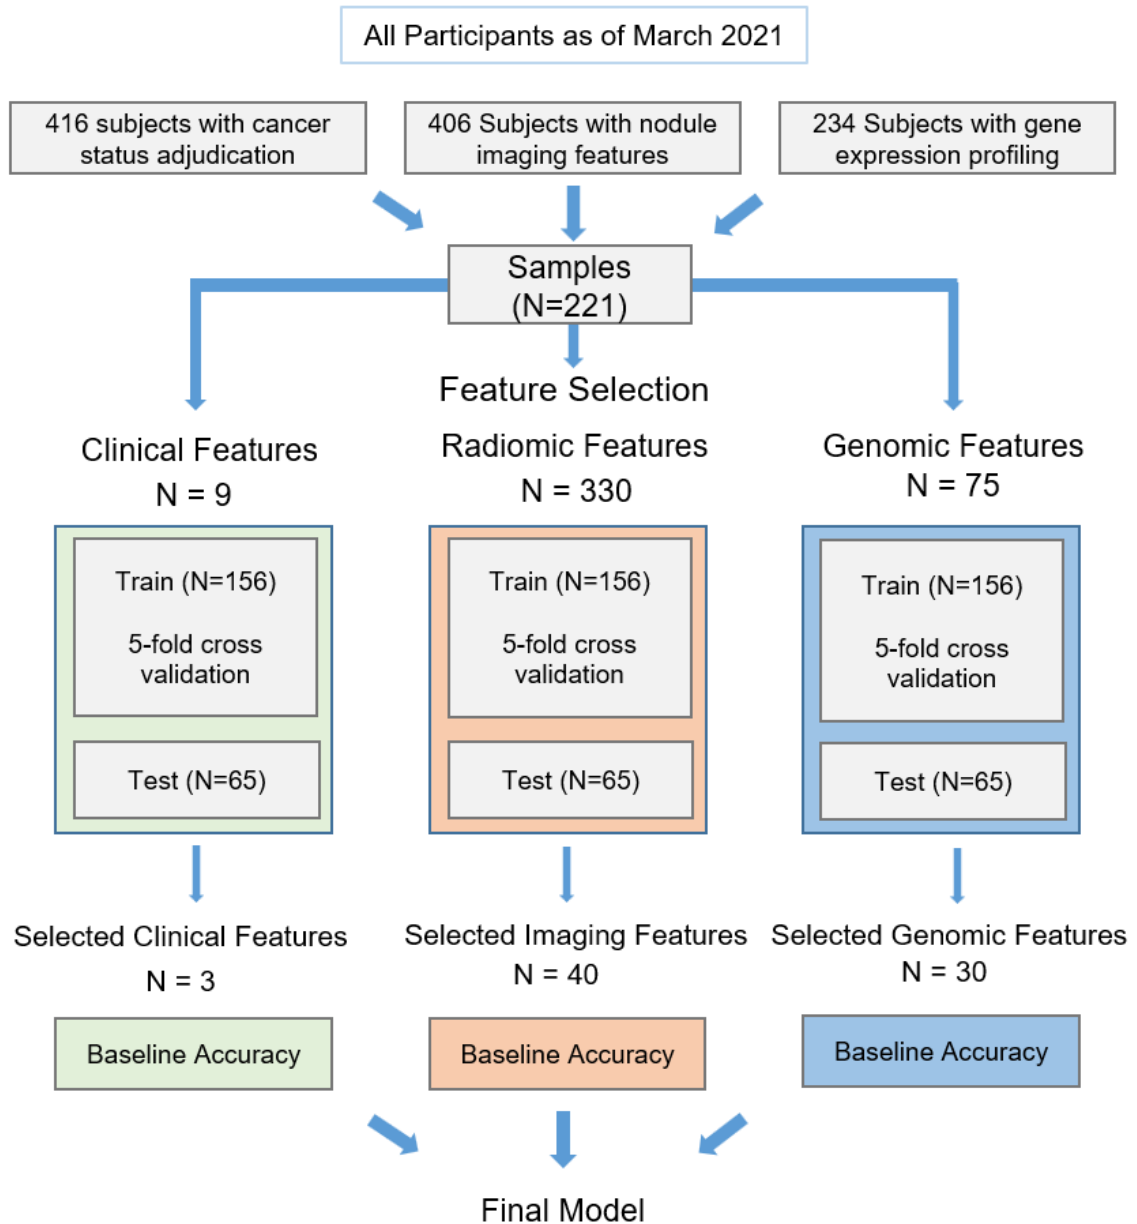 All Participants as of March 2021
416 subjects with cancer
status adjudication
406 Subjects with nodule
imaging features
234 Subjects with gene
expression profiling
Samples
(N=221)
Feature Selection
Clinical Features
N = 9
Radiomic Features
N = 330
Genomic Features
N = 75
Train (N=156)
5-fold cross
validation
Test (N=65)
Train (N=156)
5-fold cross
validation
Test (N=65)
Train (N=156)
5-fold cross
validation
Test (N=65)
Selected Clinical Features
N = 3
Selected Imaging Features
N = 40
Selected Genomic Features
N = 30
Baseline Accuracy
Baseline Accuracy
Baseline Accuracy
Final Model